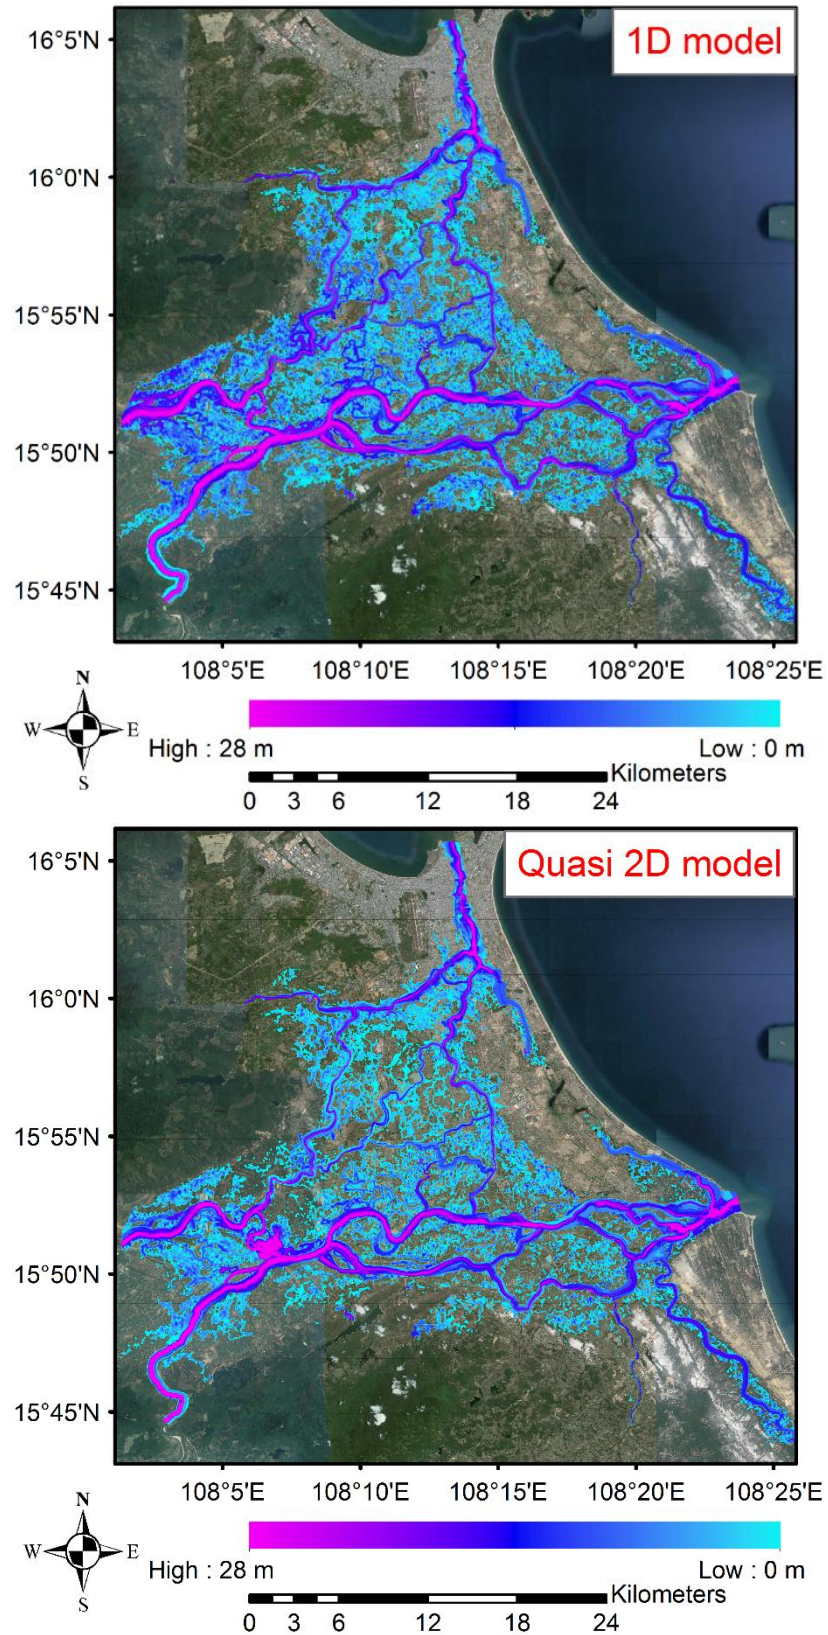 1D model
16°5'N
16°0'N
15°55'N
15°50'N
15°45'N
108°5'E 108°10'E 108°15'E 108°20'E 108°25'E
N
W E
S
High : 28 m Low : 0 m
Kilometers
0 3 6 12 18 24
Quasi 2D model
16°5'N
16°0'N
15°55'N
15°50'N
15°45'N
108°5'E 108°10'E 108°15'E 108°20'E 108°25'E
N
W E
S
High : 28 m Low : 0 m
Kilometers
0 3 6 12 18 24